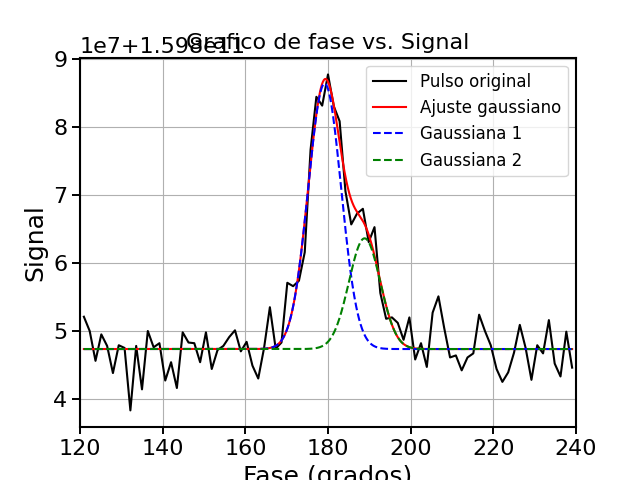 1e7+1.598e11
Grafico de fase vs. Signal
Pulso original
Ajuste gaussiano
Gaussiana 1
Gaussiana 2
Signal
9
8
7
6
5
4
120 140 160 180 200 220 240
Fase (grados)